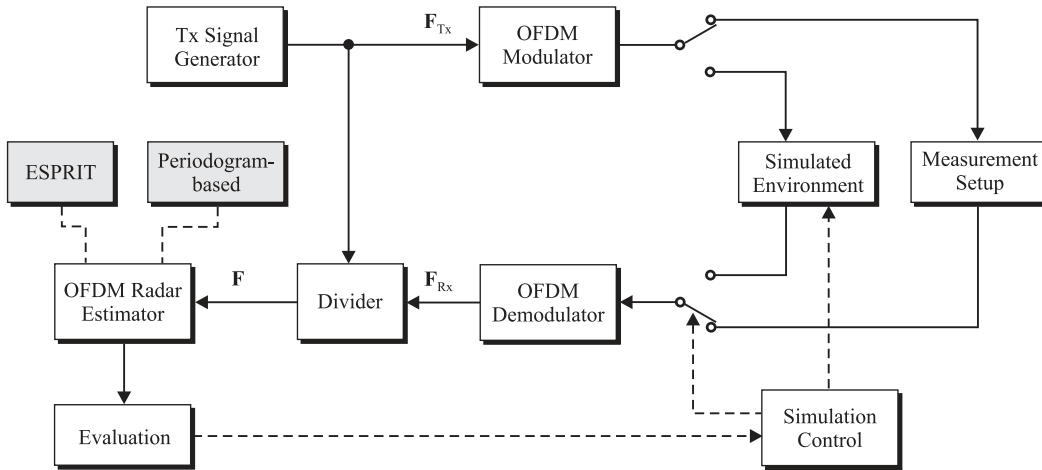 Tx Signal
Generator
F_Tx
OFDM
Modulator
ESPRIT
Periodogram-
based
Simulated
Environment
Measurement
Setup
OFDM Radar
Estimator
F
Divider
F_Rx
OFDM
Demodulator
Evaluation
Simulation
Control